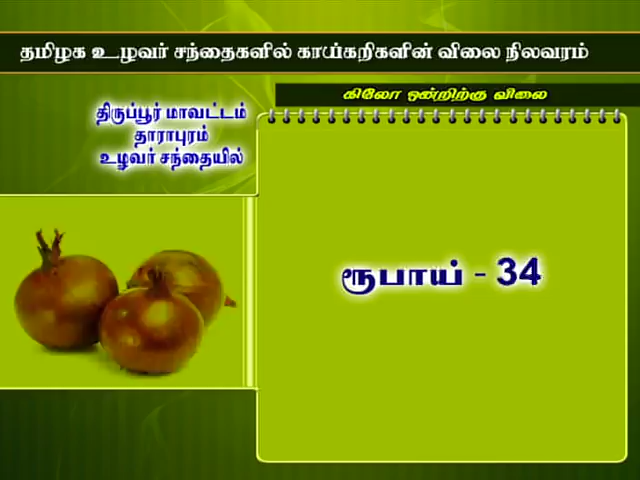 தமிழக உழவர் சந்தைகளில் காய்கறிகளின் விலை நிலவரம்
கிலோ ஒன்றிற்கு விலை
திருப்பூர் மாவட்டம்
தாராபுரம்
உழவர் சந்தையில்
ரூபாய் - 34